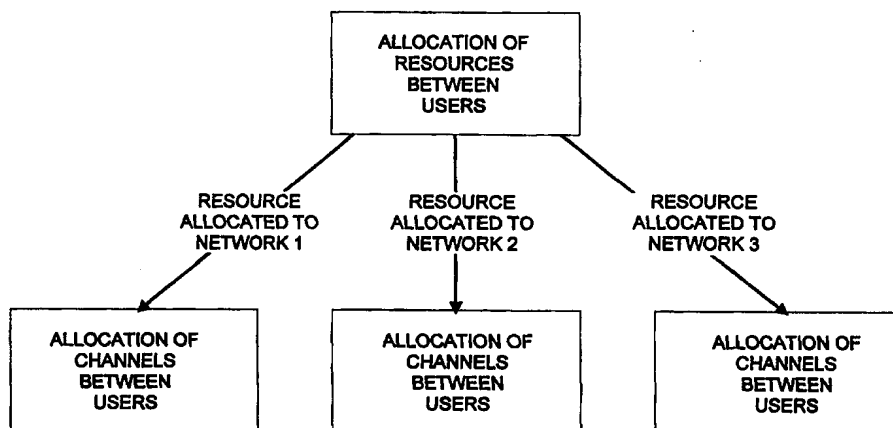 ALLOCATION OF
RESOURCES
BETWEEN
USERS
RESOURCE
ALLOCATED TO
NETWORK 1
RESOURCE
ALLOCATED TO
NETWORK 2
RESOURCE
ALLOCATED TO
NETWORK 3
ALLOCATION OF
CHANNELS
BETWEEN
USERS
ALLOCATION OF
CHANNELS
BETWEEN
USERS
ALLOCATION OF
CHANNELS
BETWEEN
USERS